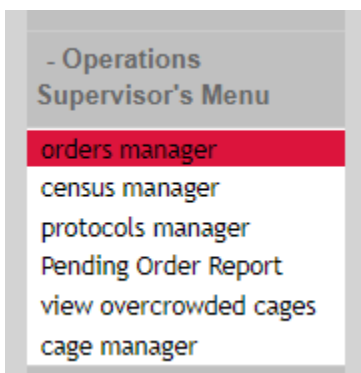 - Operations
Supervisor's Menu
orders manager
census manager
protocols manager
Pending Order Report
view overcrowded cages
cage manager